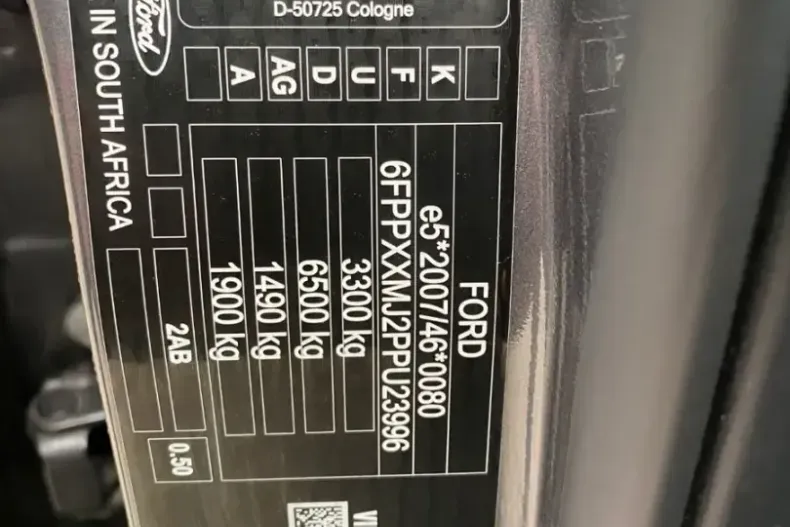 D-50725 Cologne
Ford
IN SOUTH AFRICA
K
F
U
D
AG
A
FORD
e5*2007/46*0080
6FPPXXMJ2PPU23996
3300 kg
6500 kg
1490 kg
1900 kg
2AB
0.50